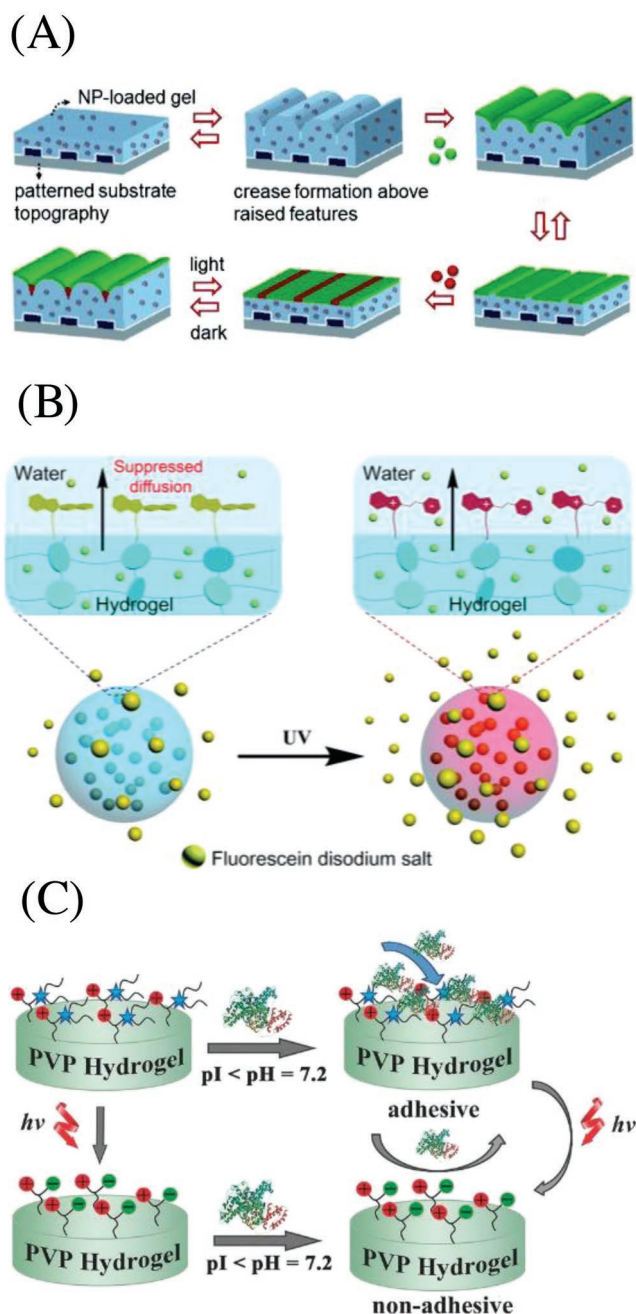 (A)
NP-loaded gel
patterned substrate
topography
crease formation above
raised features
light
dark
(B)
Water
Suppressed
diffusion
Hydrogel
Water
+ - + - + -
Hydrogel
UV
Fluorescein disodium salt
(C)
+ + + + +
PVP Hydrogel
pI < pH = 7.2
PVP Hydrogel
adhesive
hν
hν
+ - + - + - + - + -
PVP Hydrogel
pI < pH = 7.2
+ - + - + - + - + -
PVP Hydrogel
non-adhesive